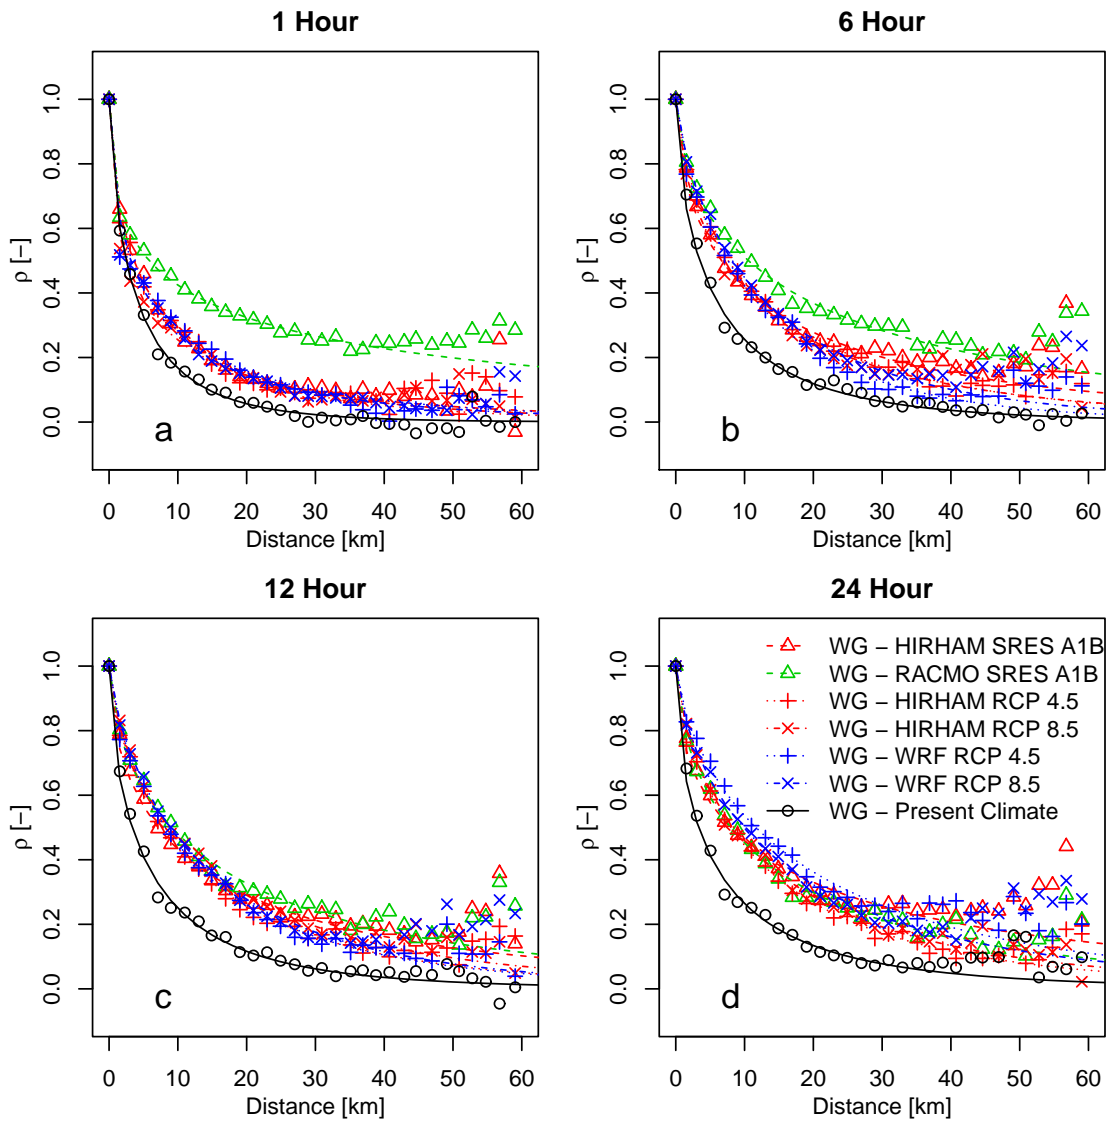 1 Hour
ρ [−]
1.0
0.8
0.6
0.4
0.2
0.0
a
0 10 20 30 40 50 60
Distance [km]
6 Hour
ρ [−]
1.0
0.8
0.6
0.4
0.2
0.0
b
0 10 20 30 40 50 60
Distance [km]
12 Hour
ρ [−]
1.0
0.8
0.6
0.4
0.2
0.0
c
0 10 20 30 40 50 60
Distance [km]
24 Hour
ρ [−]
1.0
0.8
0.6
0.4
0.2
0.0
WG − HIRHAM SRES A1B
WG − RACMO SRES A1B
WG − HIRHAM RCP 4.5
WG − HIRHAM RCP 8.5
WG − WRF RCP 4.5
WG − WRF RCP 8.5
WG − Present Climate
d
0 10 20 30 40 50 60
Distance [km]